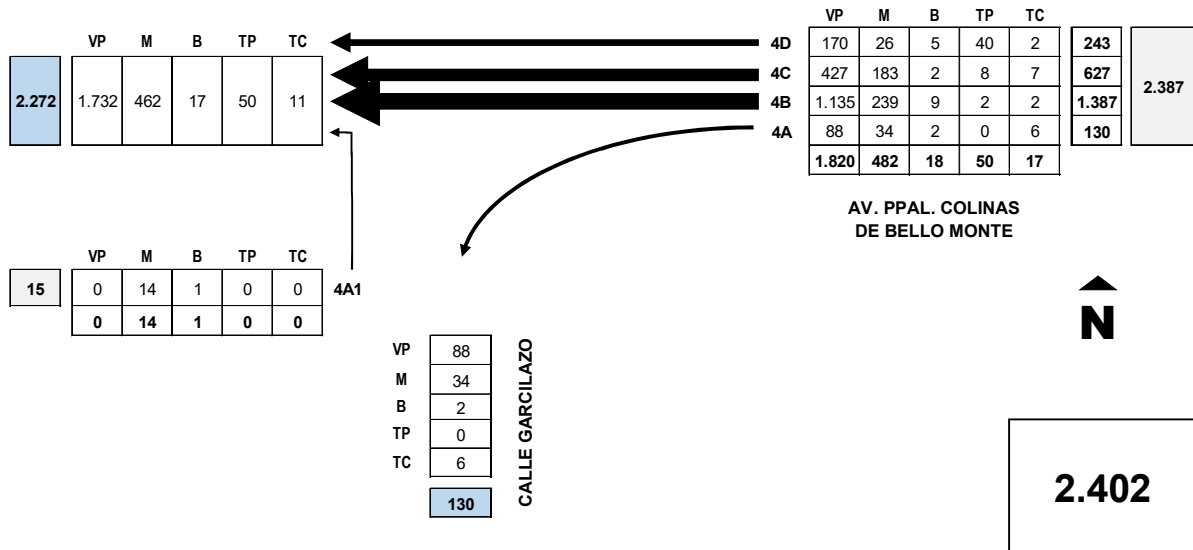 VP M B TP TC
4D 170 26 5 40 2 243
4C 427 183 2 8 7 627
4B 1.135 239 9 2 2 1.387
4A 88 34 2 0 6 130
1.820 482 18 50 17
2.387
AV. PPAL. COLINAS
DE BELLO MONTE
VP M B TP TC
2.272 1.732 462 17 50 11
VP M B TP TC
15 0 14 1 0 0 4A1
0 14 1 0 0
VP 88
M 34
B 2
TP 0
TC 6
130
CALLE GARCILAZO
N
2.402